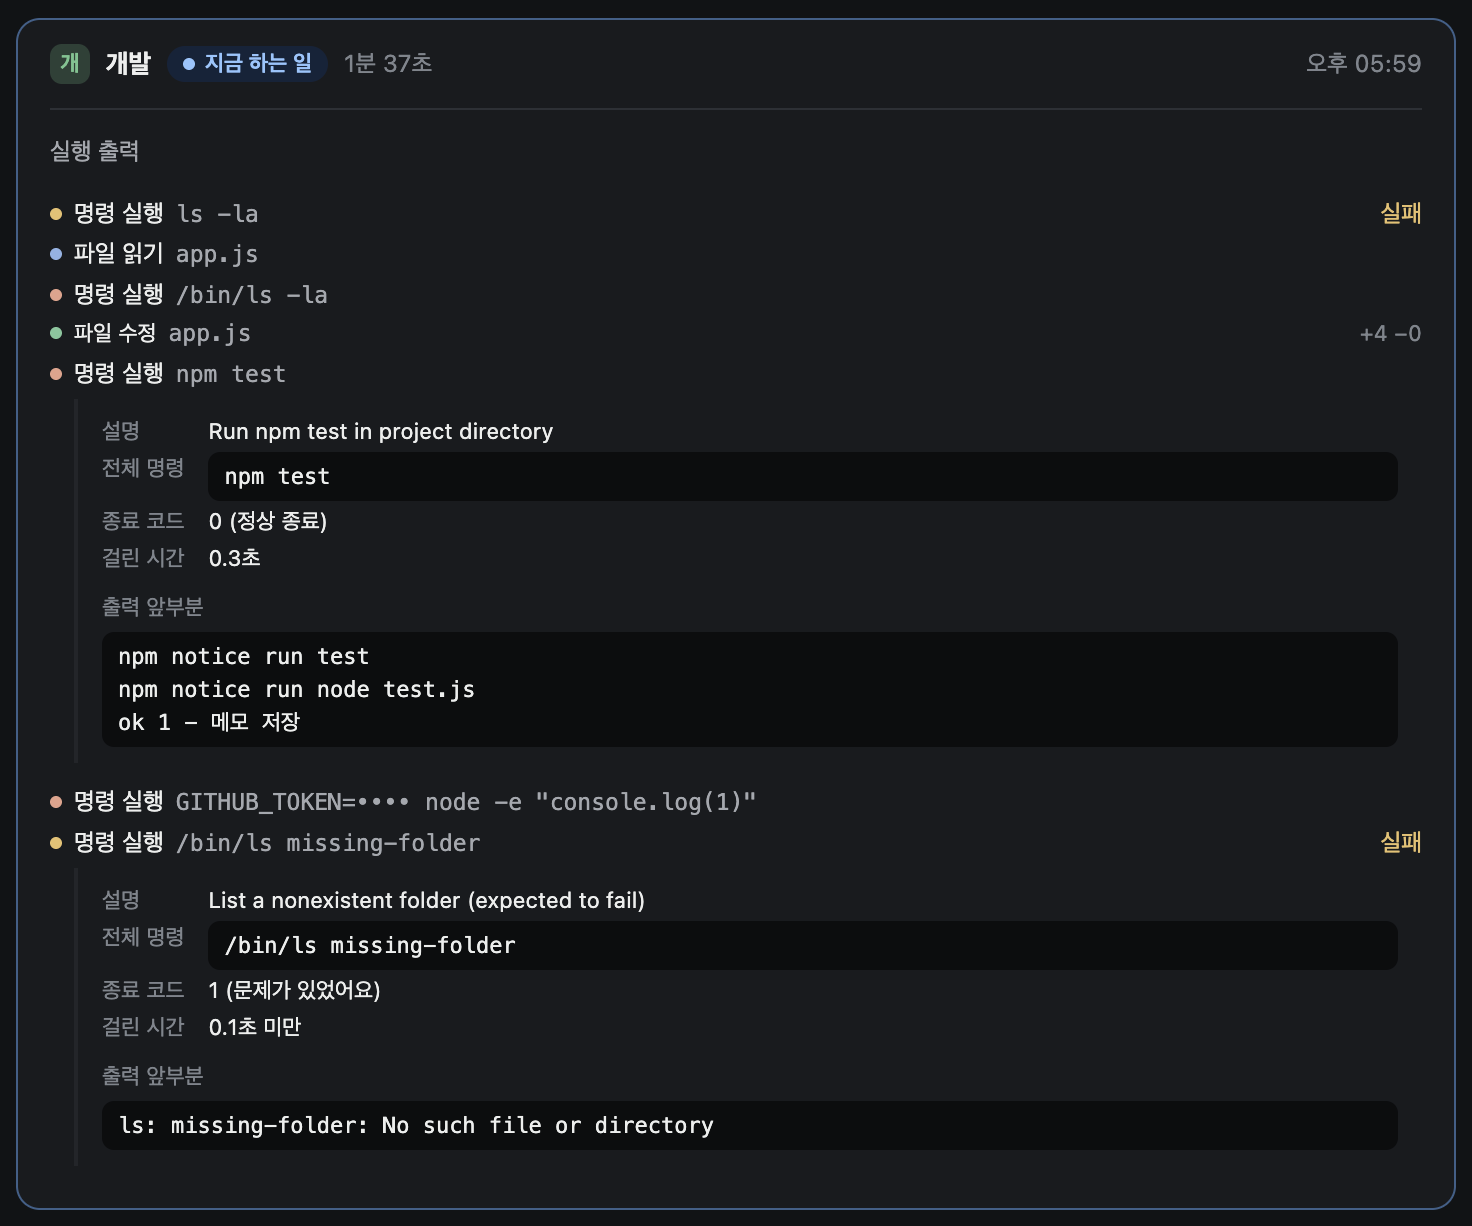 개 개발 지금 하는 일 1분 37초 오후 05:59
실행 출력
명령 실행 ls -la 실패
파일 읽기 app.js
명령 실행 /bin/ls -la
파일 수정 app.js +4 -0
명령 실행 npm test
설명 Run npm test in project directory
전체 명령 npm test
종료 코드 0 (정상 종료)
걸린 시간 0.3초
출력 앞부분
npm notice run test
npm notice run node test.js
ok 1 - 메모 저장
명령 실행 GITHUB_TOKEN=•••• node -e "console.log(1)"
명령 실행 /bin/ls missing-folder 실패
설명 List a nonexistent folder (expected to fail)
전체 명령 /bin/ls missing-folder
종료 코드 1 (문제가 있었어요)
걸린 시간 0.1초 미만
출력 앞부분
ls: missing-folder: No such file or directory